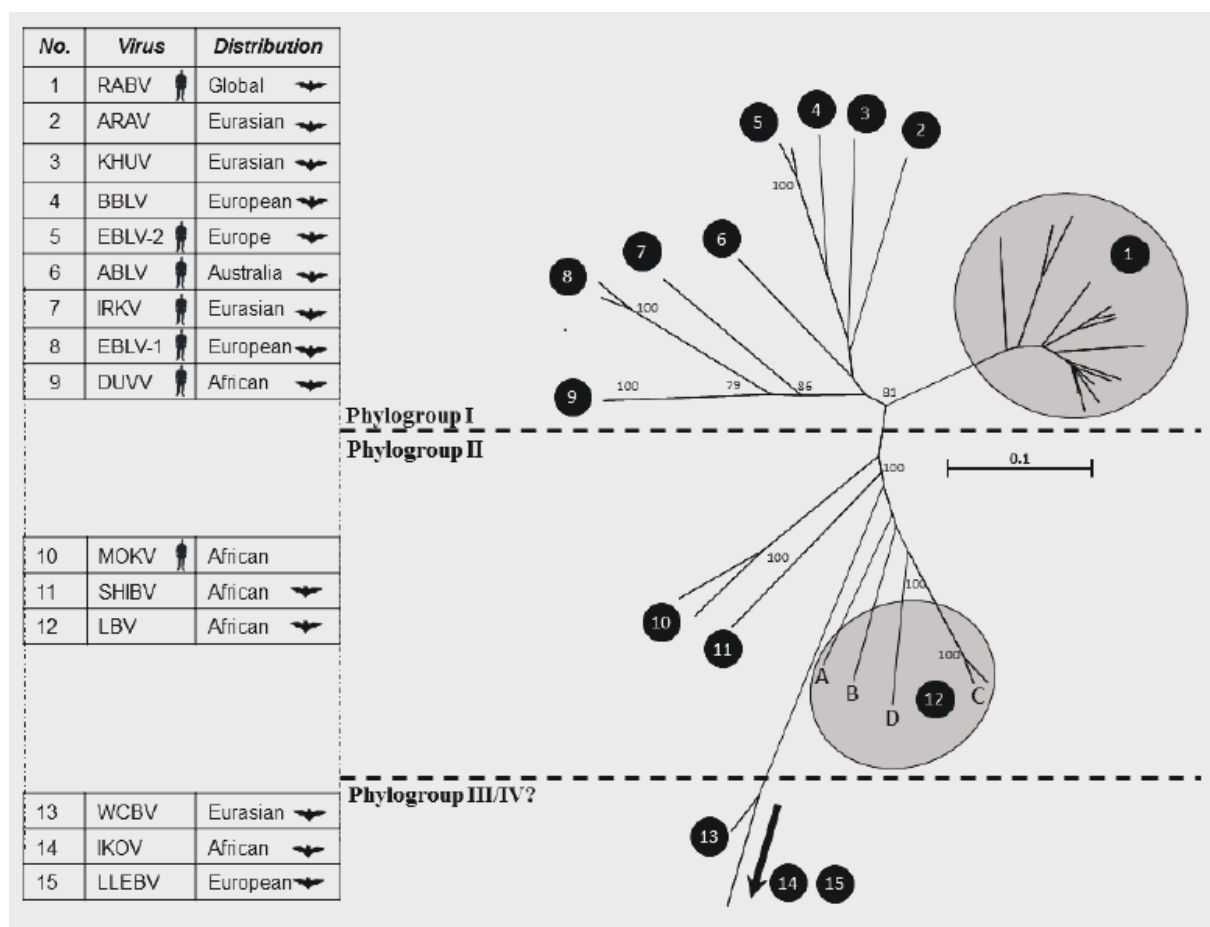 No. Virus Distribution
1 RABV Global
2 ARAV Eurasian
3 KHUV Eurasian
4 BBLV European
5 EBLV-2 Europe
6 ABLV Australia
7 IRKV Eurasian
8 EBLV-1 European
9 DUVV African
10 MOKV African
11 SHIBV African
12 LBV African
13 WCBV Eurasian
14 IKOV African
15 LLEBV European
5 4 3 2
100
1
6
7
8
100
9
100 79 86 81
Phylogroup I
Phylogroup II
0.1
100
100
100
10
11
100
A B D 12 C
Phylogroup III/IV?
13
14 15